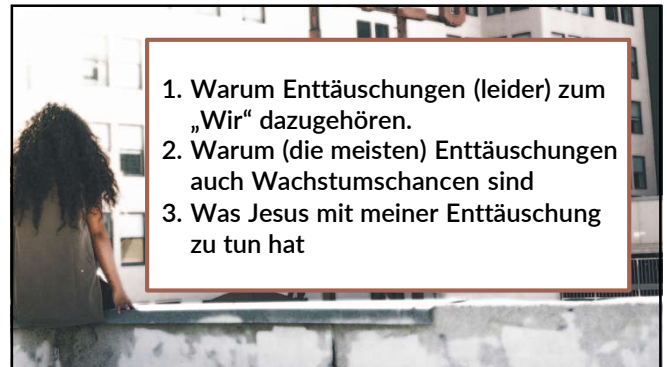 1. Warum Enttäuschungen (leider) zum
„Wir“ dazugehören.
2. Warum (die meisten) Enttäuschungen
auch Wachstumschancen sind
3. Was Jesus mit meiner Enttäuschung
zu tun hat